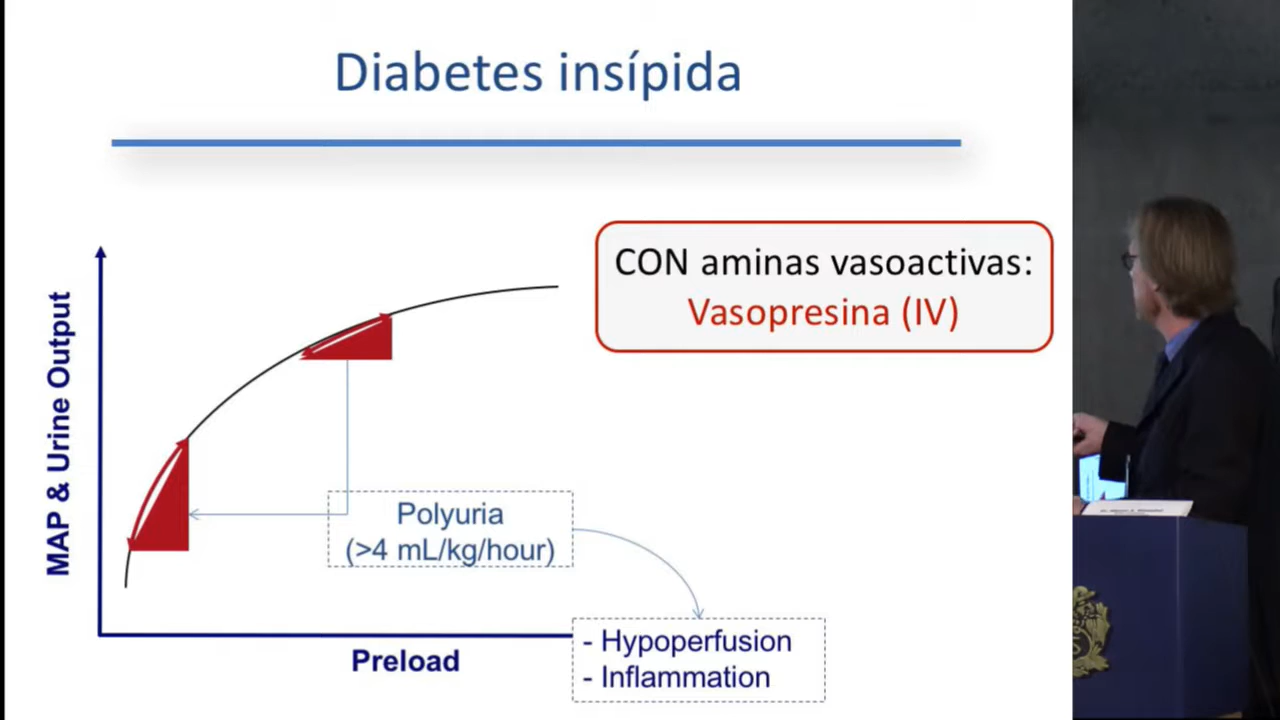 Diabetes insípida
CON aminas vasoactivas:
Vasopresina (IV)
MAP & Urine Output
Polyuria
(>4 mL/kg/hour)
- Hypoperfusion
- Inflammation
Preload